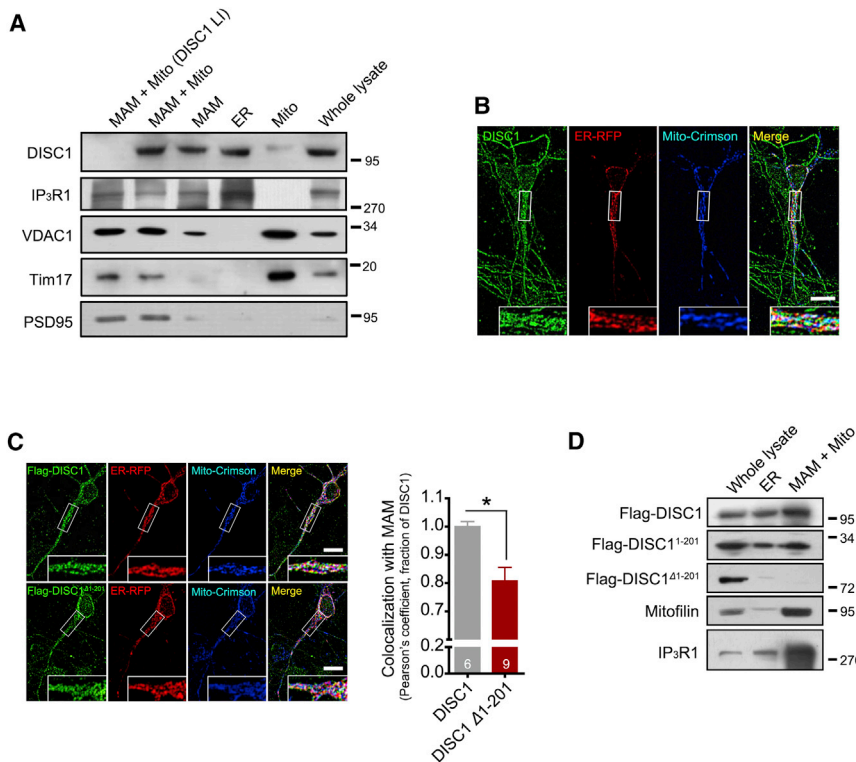 A
MAM + Mito (DISC1 LI)
MAM + Mito
MAM
ER
Mito
Whole lysate
DISC1
95
IP₃R1
270
VDAC1
34
Tim17
20
PSD95
95
B
DISC1
ER-RFP
Mito-Crimson
Merge
C
Flag-DISC1
ER-RFP
Mito-Crimson
Merge
Flag-DISC1Δ1-201
ER-RFP
Mito-Crimson
Merge
Colocalization with MAM
(Pearson's coefficient, fraction of DISC1)
1.1
1.0
0.9
0.8
0.7
0.2
0.0
*
6
9
DISC1
DISC1 Δ1-201
D
Whole lysate
ER
MAM + Mito
Flag-DISC1
95
Flag-DISC1¹⁻²⁰¹
34
Flag-DISC1Δ1-201
72
Mitofilin
95
IP₃R1
270